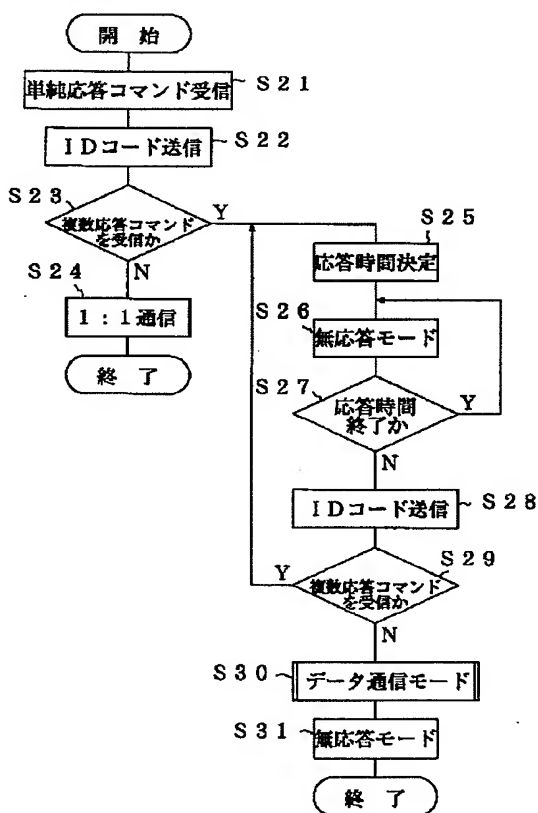 開始
単純応答コマンド受信
S21
IDコード送信
S22
S23
複数応答コマンド
を受信か
Y
N
S24
1：1通信
終了
S25
応答時間決定
S26
無応答モード
S27
応答時間
終了か
Y
N
IDコード送信
S28
S29
複数応答コマンド
を受信か
Y
N
S30
データ通信モード
S31
無応答モード
終了